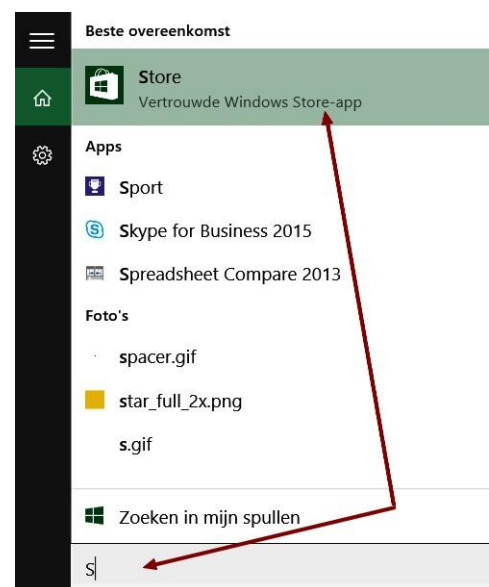 Beste overeenkomst
Store
Vertrouwde Windows Store-app
Apps
Sport
Skype for Business 2015
Spreadsheet Compare 2013
Foto's
spacer.gif
star_full_2x.png
s.gif
Zoeken in mijn spullen
s